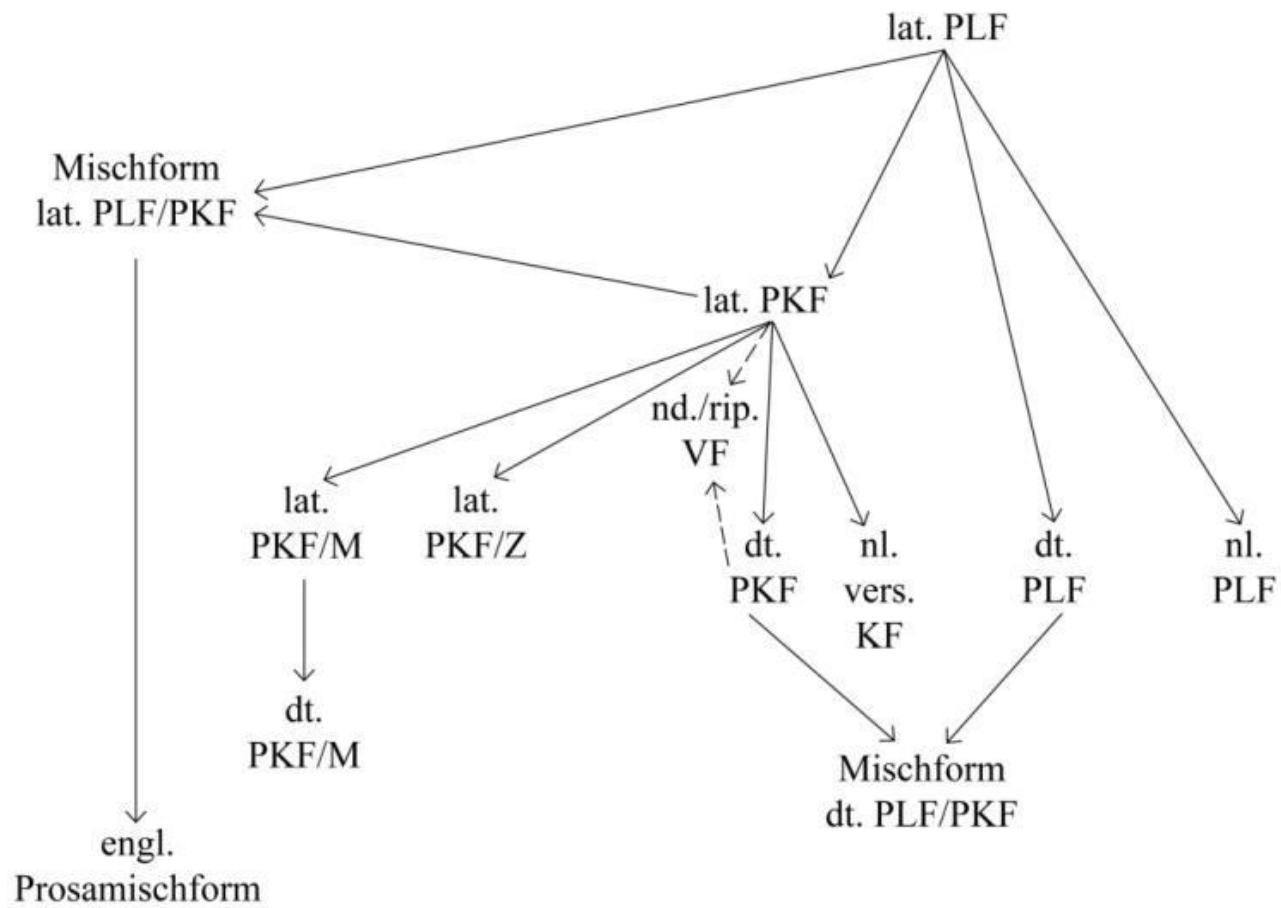 lat. PLF
Mischform
lat. PLF/PKF
lat. PKF
nd./rip.
VF
lat.
PKF/M
lat.
PKF/Z
dt.
PKF
nl.
vers.
KF
dt.
PLF
nl.
PLF
dt.
PKF/M
Mischform
dt. PLF/PKF
engl.
Prosamischform